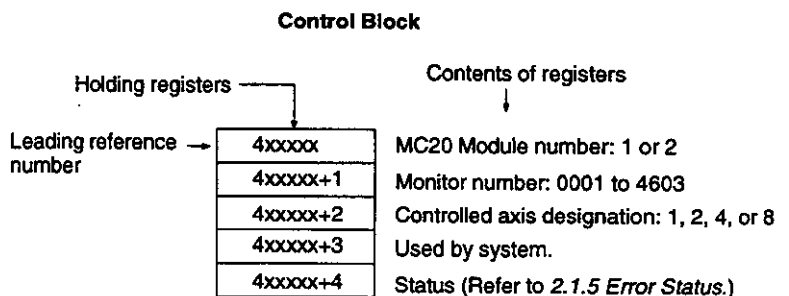 Control Block
Holding registers
Contents of registers
Leading reference number
4xxxxx MC20 Module number: 1 or 2
4xxxxx+1 Monitor number: 0001 to 4603
4xxxxx+2 Controlled axis designation: 1, 2, 4, or 8
4xxxxx+3 Used by system.
4xxxxx+4 Status (Refer to 2.1.5 Error Status.)